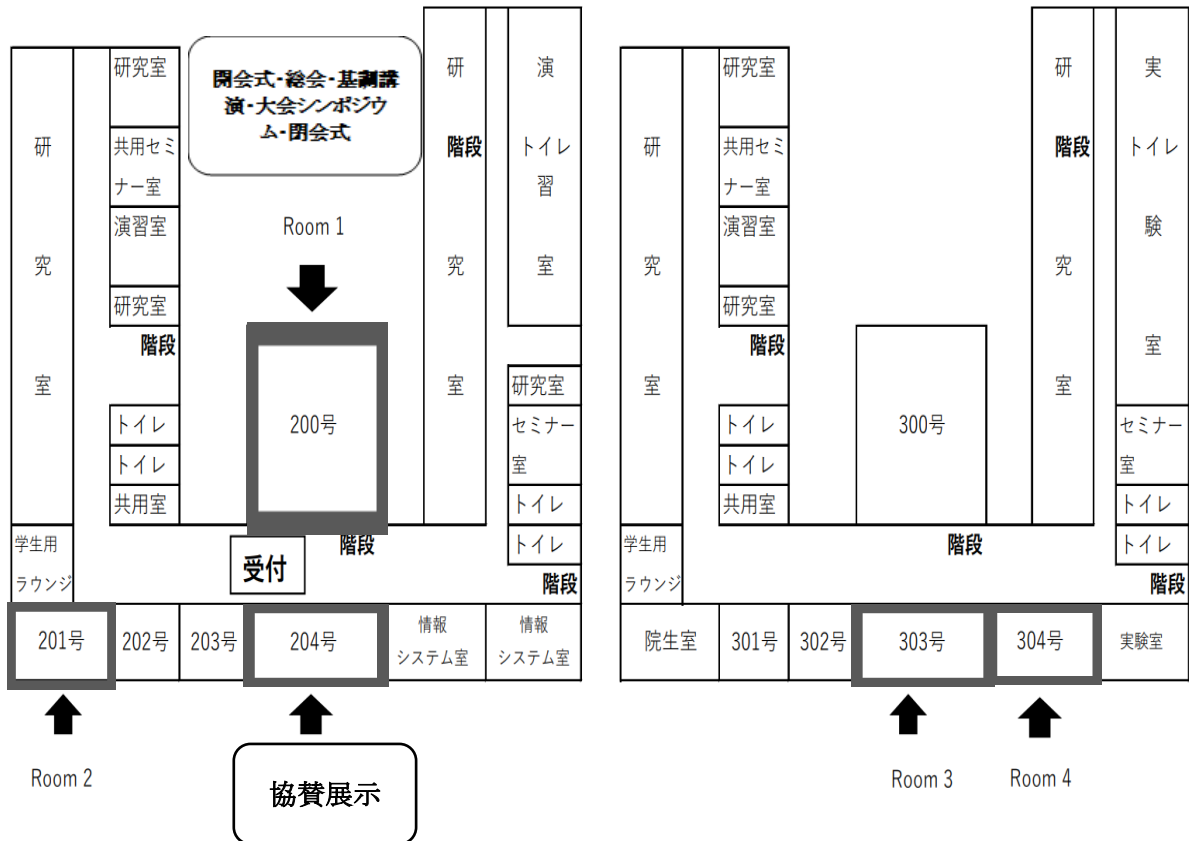 研究室
研究室
共用セミ
ナー室
演習室
研究室
階段
トイレ
トイレ
共用室
学生用
ラウンジ
開会式・総会・基調講
演・大会シンポジウ
ム・閉会式
Room 1
200号
受付
階段
研究室
階段
演習室
トイレ
研究室
セミナー
室
トイレ
トイレ
階段
201号
202号
203号
204号
情報
システム室
情報
システム室
Room 2
協賛展示
研究室
研究室
共用セミ
ナー室
演習室
研究室
階段
トイレ
トイレ
共用室
学生用
ラウンジ
300号
階段
研究室
階段
実験室
トイレ
セミナー
室
トイレ
トイレ
階段
院生室
301号
302号
303号
304号
実験室
Room 3
Room 4